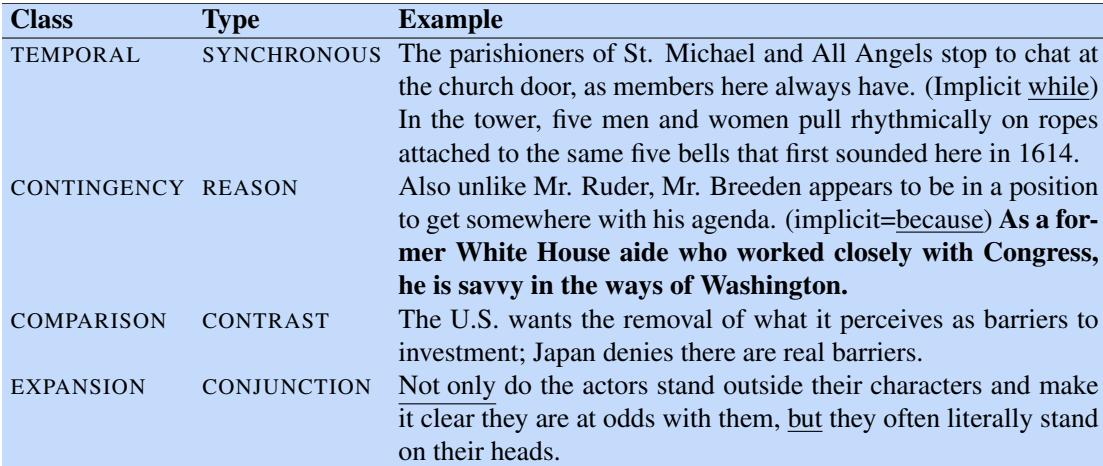 Class Type Example
TEMPORAL SYNCHRONOUS The parishioners of St. Michael and All Angels stop to chat at
the church door, as members here always have. (Implicit while)
In the tower, five men and women pull rhythmically on ropes
attached to the same five bells that first sounded here in 1614.
CONTINGENCY REASON Also unlike Mr. Ruder, Mr. Breeden appears to be in a position
to get somewhere with his agenda. (implicit=because) As a for-
mer White House aide who worked closely with Congress,
he is savvy in the ways of Washington.
COMPARISON CONTRAST The U.S. wants the removal of what it perceives as barriers to
investment; Japan denies there are real barriers.
EXPANSION CONJUNCTION Not only do the actors stand outside their characters and make
it clear they are at odds with them, but they often literally stand
on their heads.